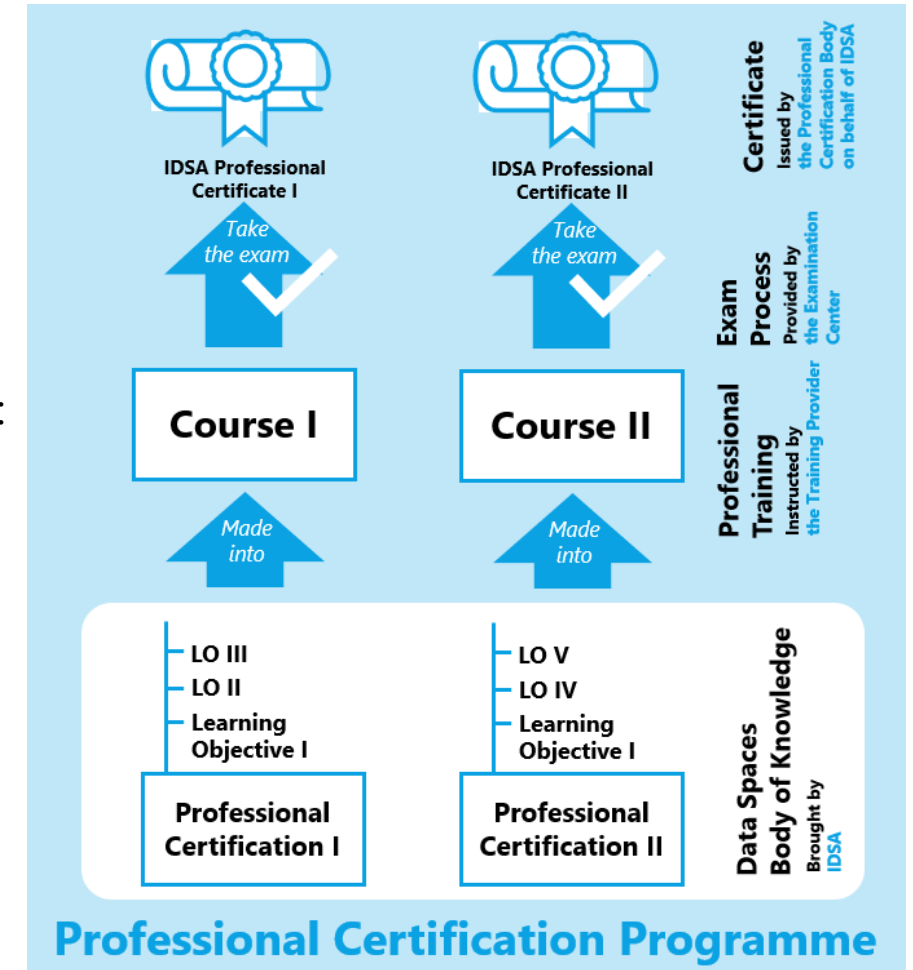 IDSA Professional
Certificate I
IDSA Professional
Certificate II
Certificate
Issued by
the Professional
Certification Body
on behalf of IDSA
Take
the exam
Take
the exam
Exam
Process
Provided by
the Examination
Center
:
Course I
Course II
Professional
Training
Instructed by
the Training Provider
Made
into
Made
into
LO III
LO II
Learning
Objective I
Professional
Certification I
LO V
LO IV
Learning
Objective I
Professional
Certification II
Data Spaces
Body of Knowledge
Brought by
IDSA
Professional Certification Programme